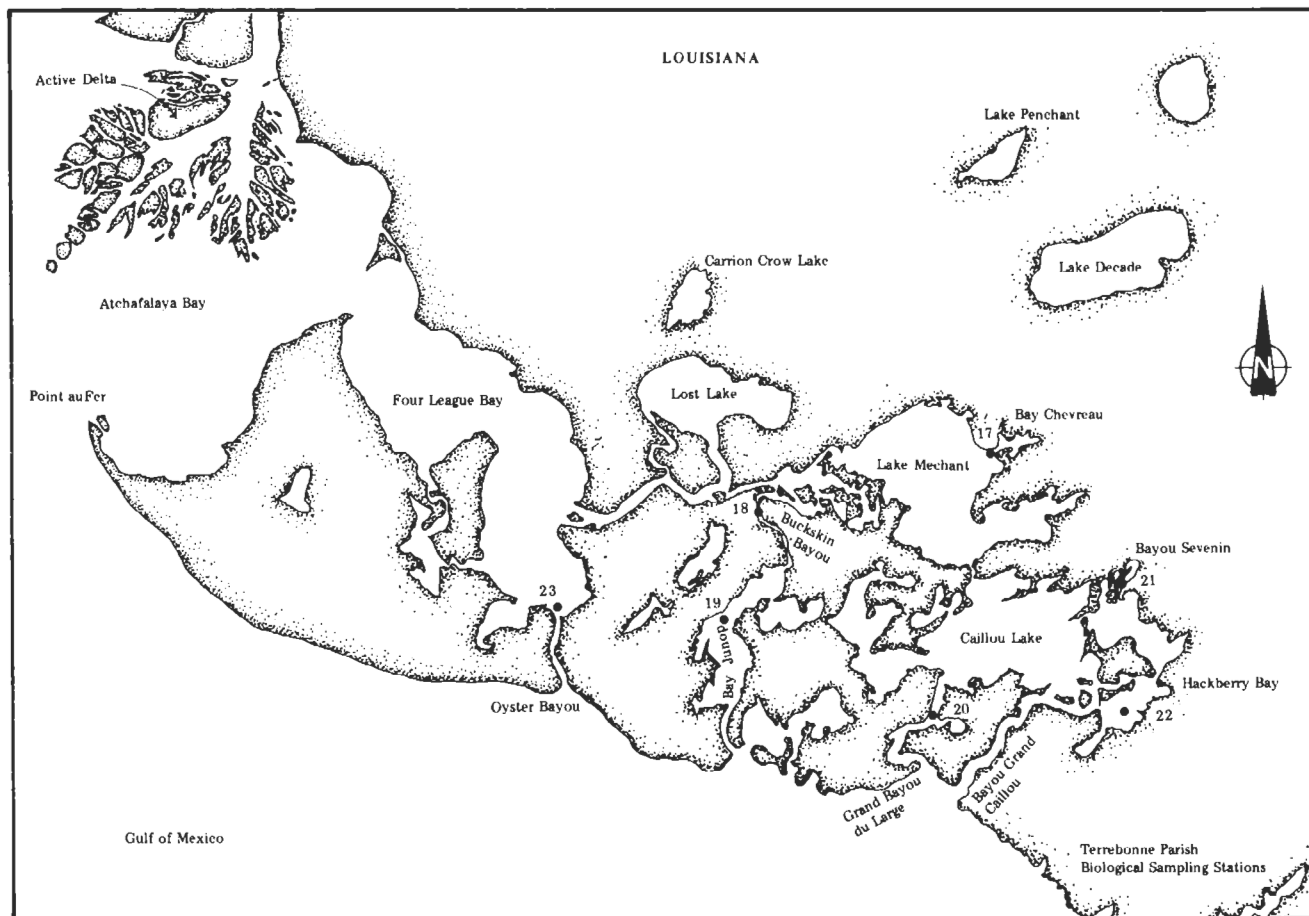 LOUISIANA
Active Delta
Lake Penchant
Carrion Crow Lake
Lake Decade
Atchafalaya Bay
N
Point auFer
Four League Bay
Lost Lake
Bay Chevreau
17
Lake Mechant
18
Buckskin
Bayou
Bayou Sevenin
21
23
19
Bay Junop
Caillou Lake
Hackberry Bay
Oyster Bayou
20
22
Grand Bayou
du Large
Bayou Grand
Caillou
Gulf of Mexico
Terrebonne Parish
Biological Sampling Stations